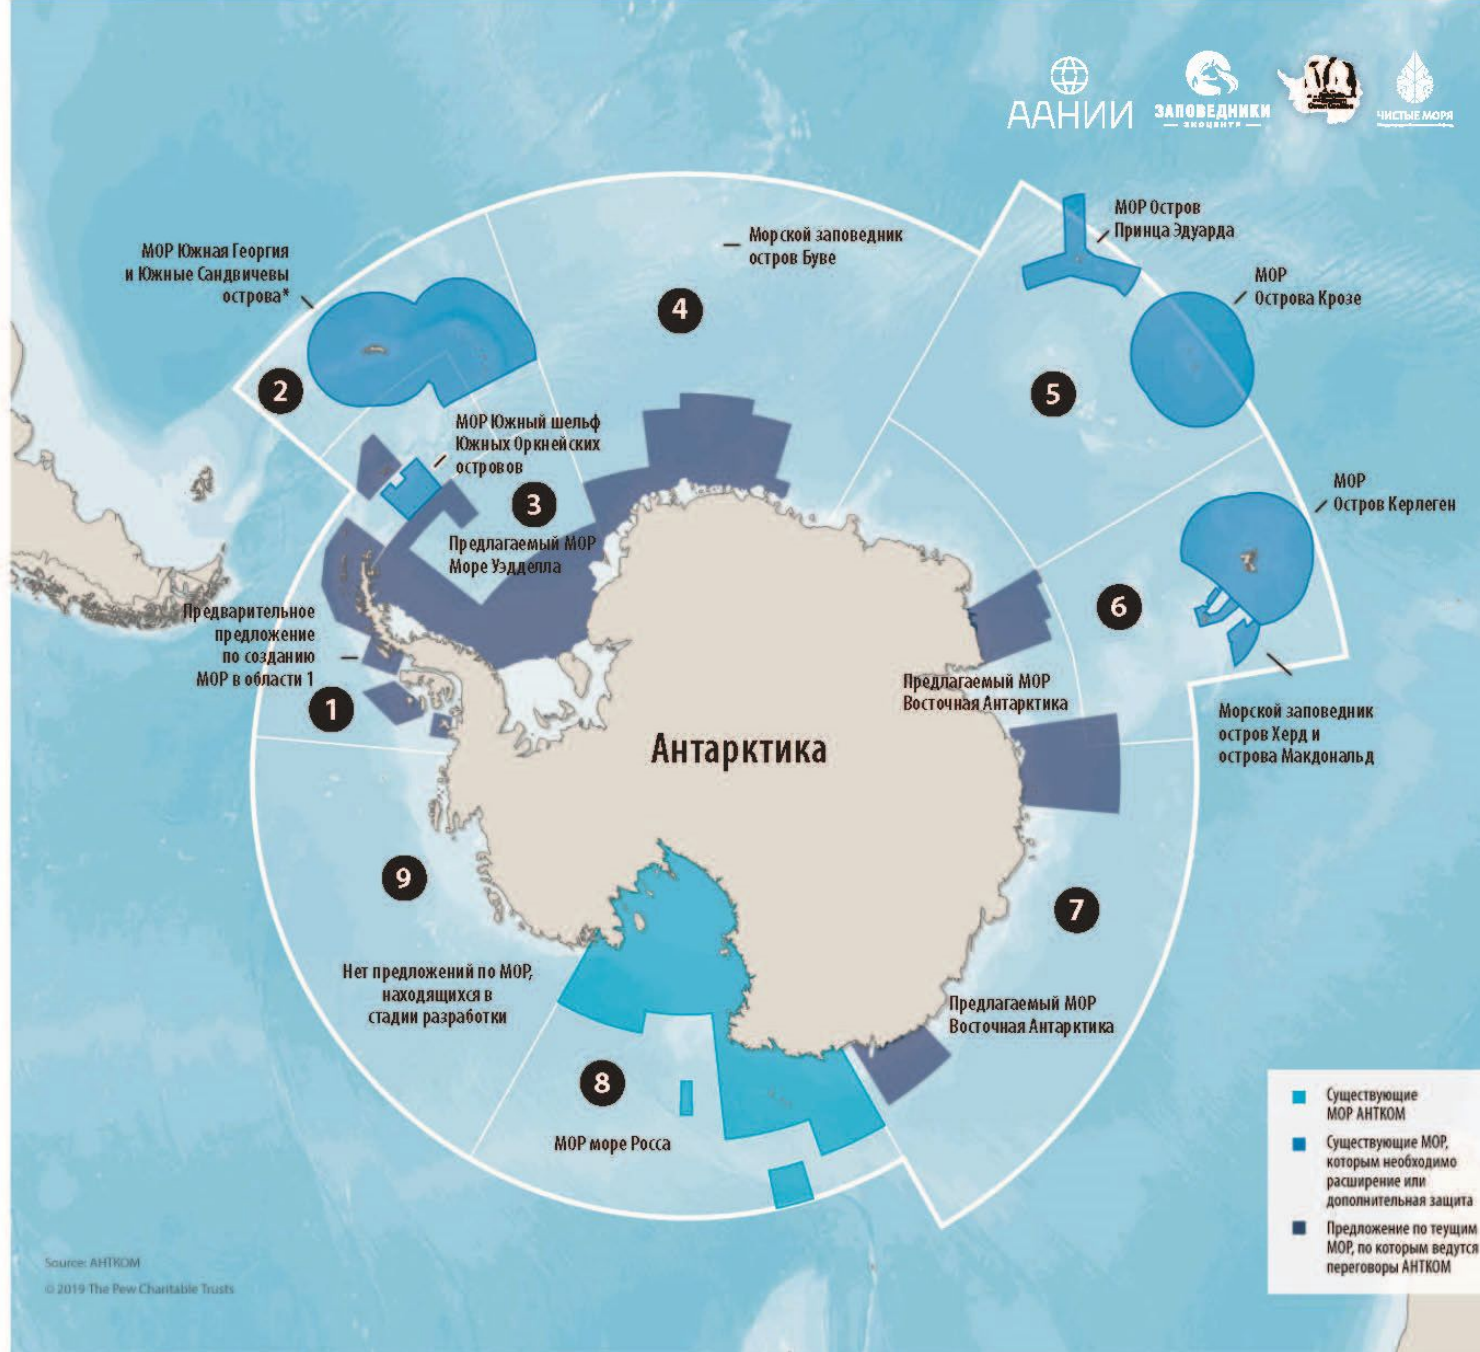 ААНИИ
ЗАПОВЕДНИКИ
— ЭКОЦЕНТР —
ЧИСТЫЕ МОРЯ
МОР Южная Георгия
и Южные Сандвичевы
острова*
Морской заповедник
остров Буве
МОР Остров
Принца Эдуарда
МОР
Острова Крозе
4
2
5
МОР Южный шельф
Южных Оркнейских
островов
3
Предлагаемый МОР
Море Уэдделла
МОР
Остров Керлеген
6
Предварительное
предложение
по созданию
МОР в области 1
1
Предлагаемый МОР
Восточная Антарктика
Морской заповедник
остров Херд и
острова Макдональд
Антарктика
9
7
Нет предложений по МОР,
находящихся в
стадии разработки
Предлагаемый МОР
Восточная Антарктика
8
МОР море Росса
Существующие
МОР АНТКОМ
Существующие МОР,
которым необходимо
расширение или
дополнительная защита
Предложение по теущим
МОР, по которым ведутся
переговоры АНТКОМ
Source: АНТКОМ
© 2019 The Pew Charitable Trusts